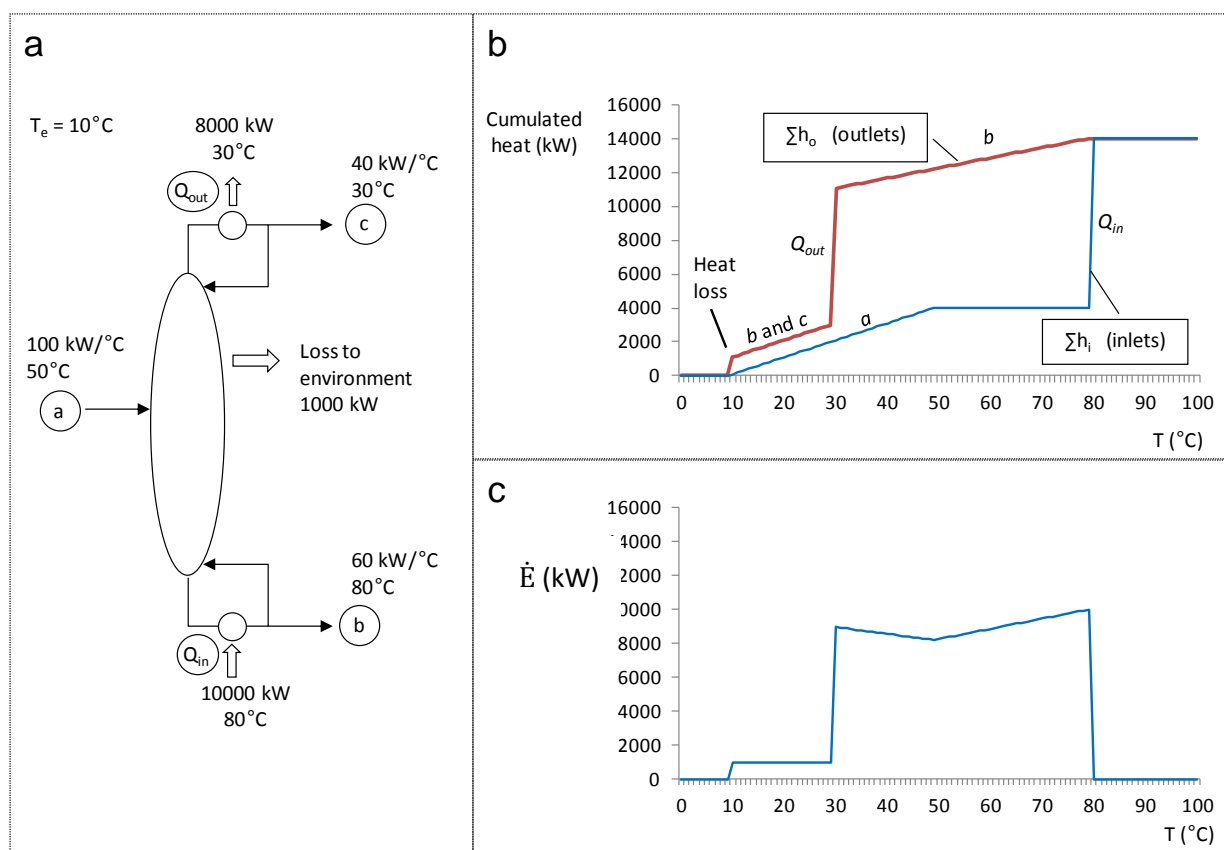 a
T_e = 10°C
8000 kW
30°C
Q_out
40 kW/°C
30°C
c
100 kW/°C
50°C
a
Loss to
environment
1000 kW
60 kW/°C
80°C
b
Q_in
10000 kW
80°C
b
Cumulated
heat (kW)
16000
14000
12000
10000
8000
6000
4000
2000
0
∑h_o (outlets)
b
Q_out
Q_in
Heat
loss
b and c
a
∑h_i (inlets)
0 10 20 30 40 50 60 70 80 90 100
T (°C)
c
Ė (kW)
16000
14000
12000
0000
8000
6000
4000
2000
0
0 10 20 30 40 50 60 70 80 90 100
T (°C)